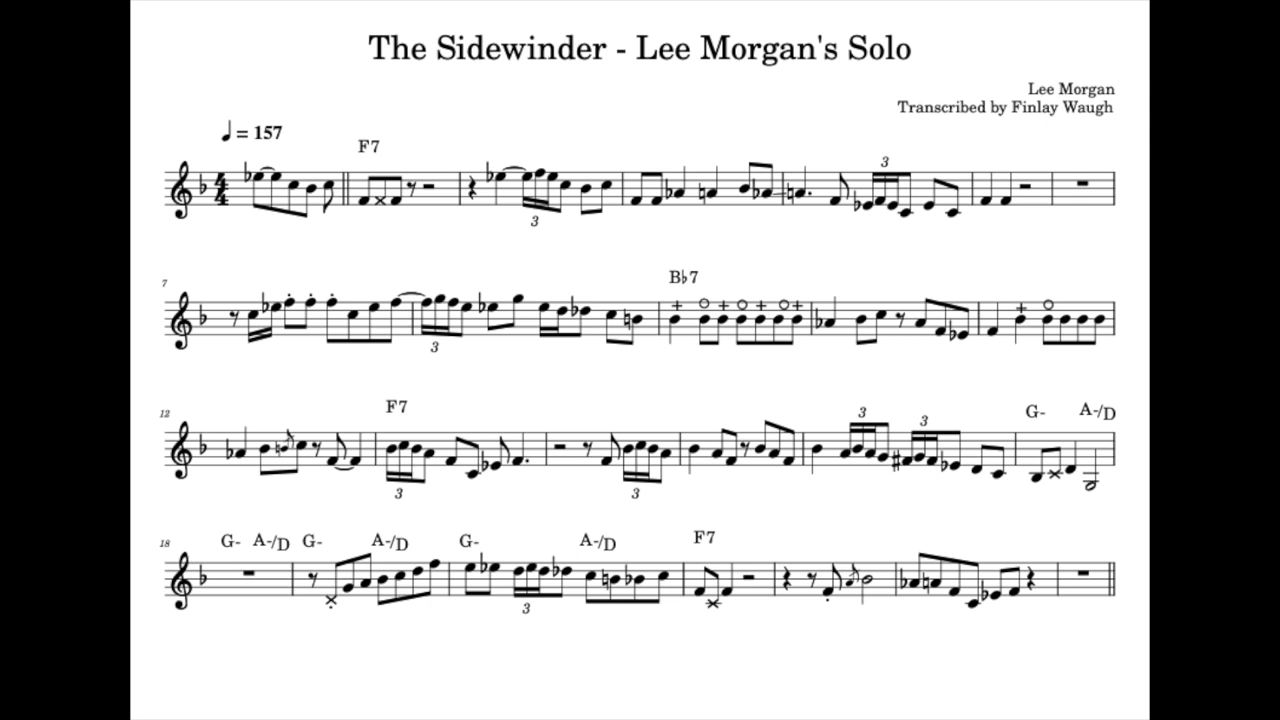 The Sidewinder - Lee Morgan's Solo
Lee Morgan
Transcribed by Finlay Waugh
♩ = 157
F7
3
3
7
B♭7
3
12
F7
G- A-/D
3 3
3 3
18
G- A-/D G- A-/D G- A-/D F7
3